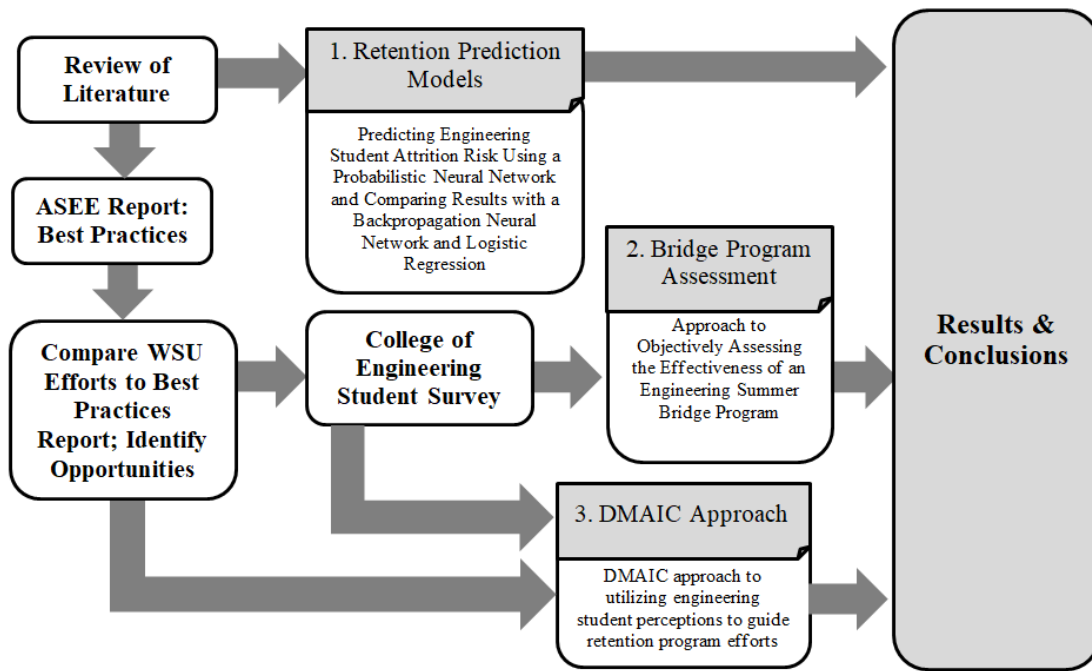 Review of
Literature
1. Retention Prediction
Models
Predicting Engineering
Student Attrition Risk Using a
Probabilistic Neural Network
and Comparing Results with a
Backpropagation Neural
Network and Logistic
Regression
ASEE Report:
Best Practices
Compare WSU
Efforts to Best
Practices
Report; Identify
Opportunities
College of
Engineering
Student Survey
2. Bridge Program
Assessment
Approach to
Objectively Assessing
the Effectiveness of an
Engineering Summer
Bridge Program
3. DMAIC Approach
DMAIC approach to
utilizing engineering
student perceptions to guide
retention program efforts
Results &
Conclusions